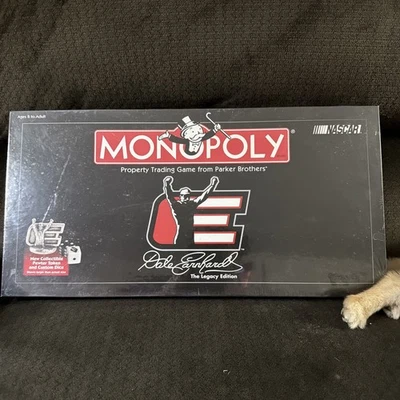 Ages 8 to Adult
NASCAR
MONOPOLY®
Property Trading Game from Parker Brothers®
E
Dale Earnhardt
The Legacy Edition
New Collectible
Pewter Token
and Custom Dice